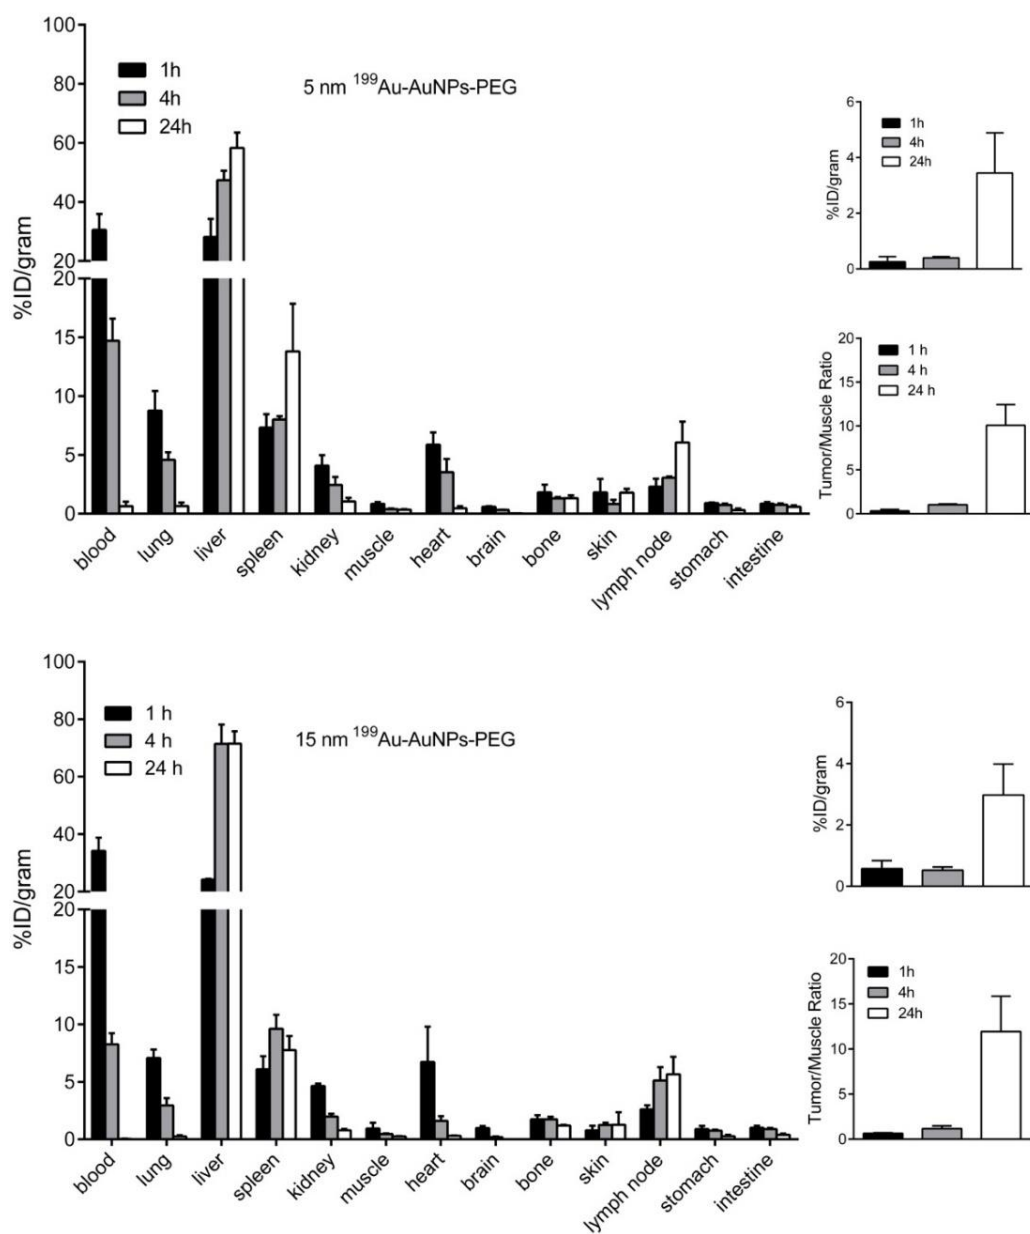 100
80
60
40
20
20
15
10
5
0
%ID/gram
1h
4h
24h
5 nm ¹⁹⁹Au-AuNPs-PEG
blood
lung
liver
spleen
kidney
muscle
heart
brain
bone
skin
lymph node
stomach
intestine
6
4
2
0
%ID/gram
1h
4h
24h
20
15
10
5
0
Tumor/Muscle Ratio
1 h
4 h
24 h
100
80
60
40
20
20
15
10
5
0
%ID/gram
1 h
4 h
24 h
15 nm ¹⁹⁹Au-AuNPs-PEG
blood
lung
liver
spleen
kidney
muscle
heart
brain
bone
skin
lymph node
stomach
intestine
6
4
2
0
%ID/gram
20
15
10
5
0
Tumor/Muscle Ratio
1h
4h
24h